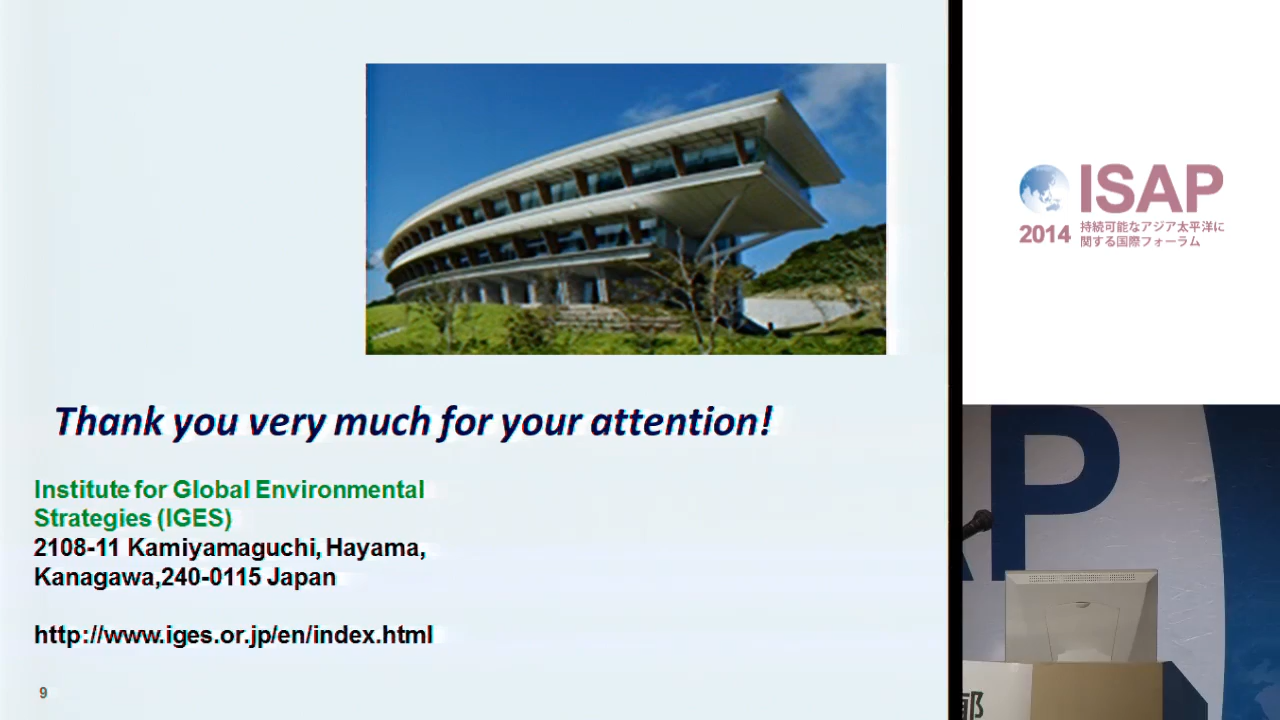 Thank you very much for your attention!
Institute for Global Environmental
Strategies (IGES)
2108-11 Kamiyamaguchi, Hayama,
Kanagawa,240-0115 Japan
http://www.iges.or.jp/en/index.html
9
ISAP
2014
持続可能なアジア太平洋に
関する国際フォーラム
AP